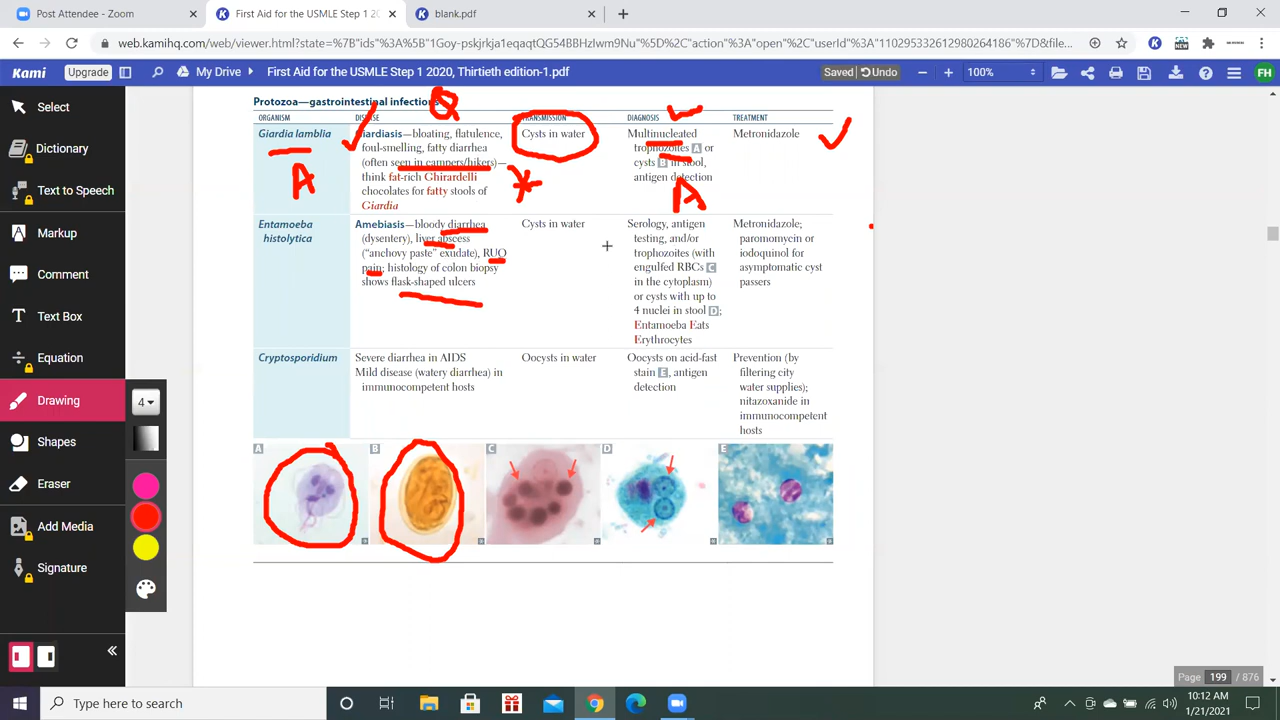 Post Attendee - Zoom
First Aid for the USMLE Step 1 2
blank.pdf
web.kamihq.com/web/viewer.html?state=%7B"ids"%3A%5B"1Goy-pskjrkja1eqaqtQG54BBHzIwm9Nu"%5D%2C"action"%3A"open"%2C"userId"%3A"110295332612980264186"%7D&file...
Kami
Upgrade
My Drive
First Aid for the USMLE Step 1 2020, Thirtieth edition-1.pdf
Saved
Undo
100%
FH
Select
Dictionary
Text to Speech
Markup
Comment
Text Box
Equation
Drawing
Shapes
Eraser
Add Media
Signature
4
Protozoa—gastrointestinal infections
ORGANISM
DISEASE
TRANSMISSION
DIAGNOSIS
TREATMENT
Giardia lamblia
Giardiasis—bloating, flatulence,
foul-smelling, fatty diarrhea
(often seen in campers/hikers)—
think fat-rich Ghirardelli
chocolates for fatty stools of
Giardia
Cysts in water
Multinucleated
trophozoites A or
cysts B in stool,
antigen detection
Metronidazole
A
A
Entamoeba
histolytica
Amebiasis—bloody diarrhea
(dysentery), liver abscess
("anchovy paste" exudate), RUQ
pain; histology of colon biopsy
shows flask-shaped ulcers
Cysts in water
Serology, antigen
testing, and/or
trophozoites (with
engulfed RBCs C
in the cytoplasm)
or cysts with up to
4 nuclei in stool D;
Entamoeba Eats
Erythrocytes
Metronidazole;
paromomycin or
iodoquinol for
asymptomatic cyst
passers
Cryptosporidium
Severe diarrhea in AIDS
Mild disease (watery diarrhea) in
immunocompetent hosts
Oocysts in water
Oocysts on acid-fast
stain E, antigen
detection
Prevention (by
filtering city
water supplies);
nitazoxanide in
immunocompetent
hosts
A
B
C
D
E
Page 199 / 876
Type here to search
10:12 AM
1/21/2021